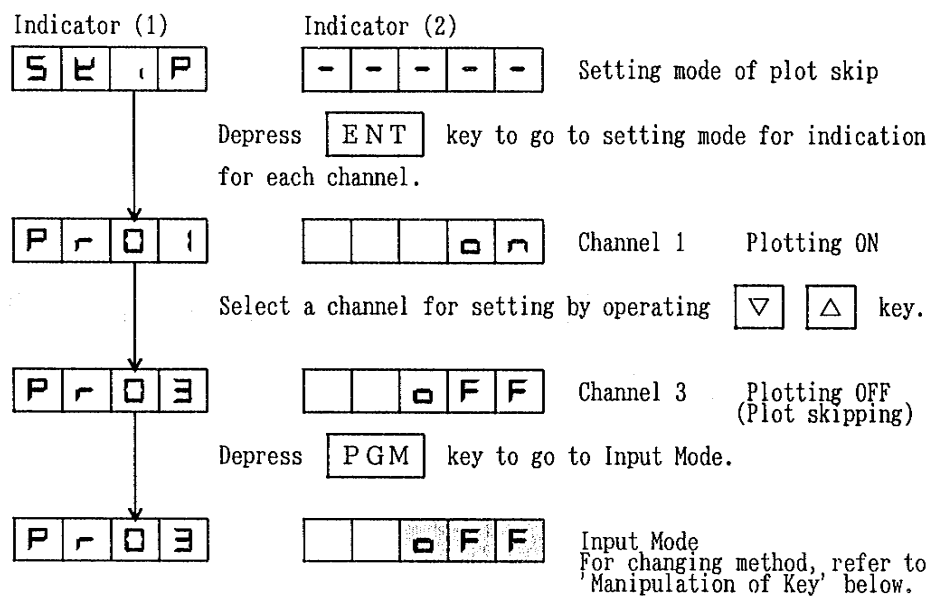 Indicator (1) Indicator (2)
S K i P - - - - - Setting mode of plot skip
Depress ENT key to go to setting mode for indication
for each channel.
P r 0 1 o n Channel 1 Plotting ON
Select a channel for setting by operating ▽ △ key.
P r 0 3 o F F Channel 3 Plotting OFF
(Plot skipping)
Depress PGM key to go to Input Mode.
P r 0 3 o F F Input Mode
For changing method, refer to
'Manipulation of Key' below.